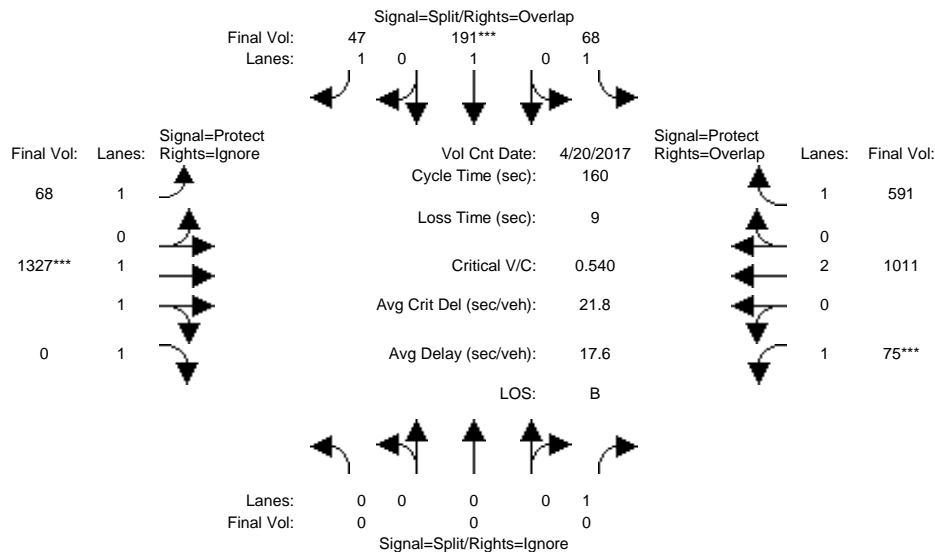 Signal=Split/Rights=Overlap
Final Vol: 47 191*** 68
Lanes: 1 0 1 0 1
Signal=Protect
Final Vol: Lanes: Rights=Ignore
Vol Cnt Date: 4/20/2017
Signal=Protect
Rights=Overlap Lanes: Final Vol:
Cycle Time (sec): 160
68 1
1 591
Loss Time (sec): 9
0
0
1327*** 1
Critical V/C: 0.540
2 1011
1
Avg Crit Del (sec/veh): 21.8
0
0 1
Avg Delay (sec/veh): 17.6
1 75***
LOS: B
Lanes: 0 0 0 0 1
Final Vol: 0 0 0
Signal=Split/Rights=Ignore